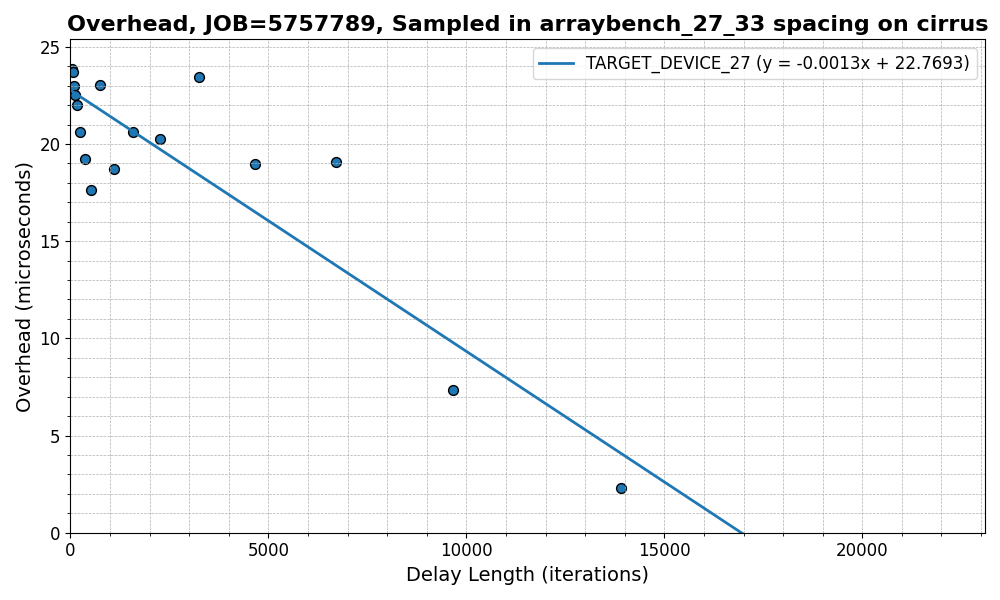 Overhead, JOB=5757789, Sampled in arraybench_27_33 spacing on cirrus
TARGET_DEVICE_27 (y = -0.0013x + 22.7693)
Overhead (microseconds)
25
20
15
10
5
0
0 5000 10000 15000 20000
Delay Length (iterations)